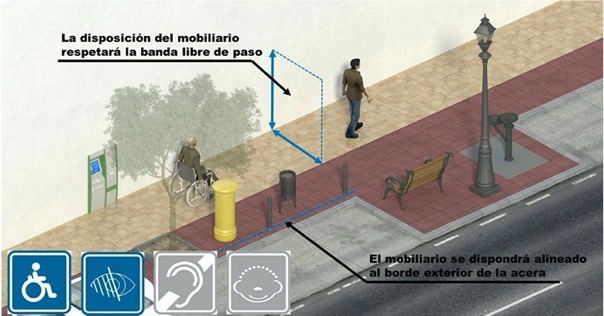 La disposición del mobiliario
respetará la banda libre de paso
El mobiliario se dispondrá alineado
al borde exterior de la acera